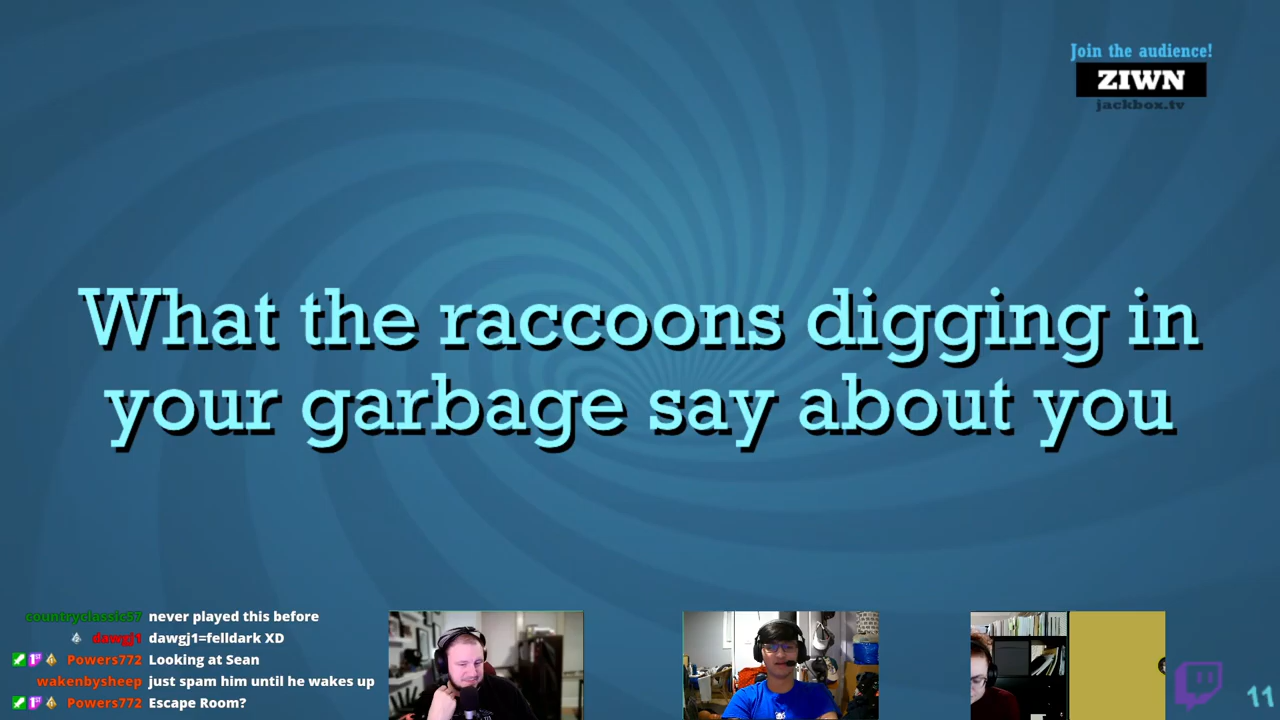 Join the audience!
ZIWN
jackbox.tv
What the raccoons digging in
your garbage say about you
countryclassic57 never played this before
dawgj1 dawgj1=felldark XD
Powers772 Looking at Sean
wakenbysheep just spam him until he wakes up
Powers772 Escape Room?
11